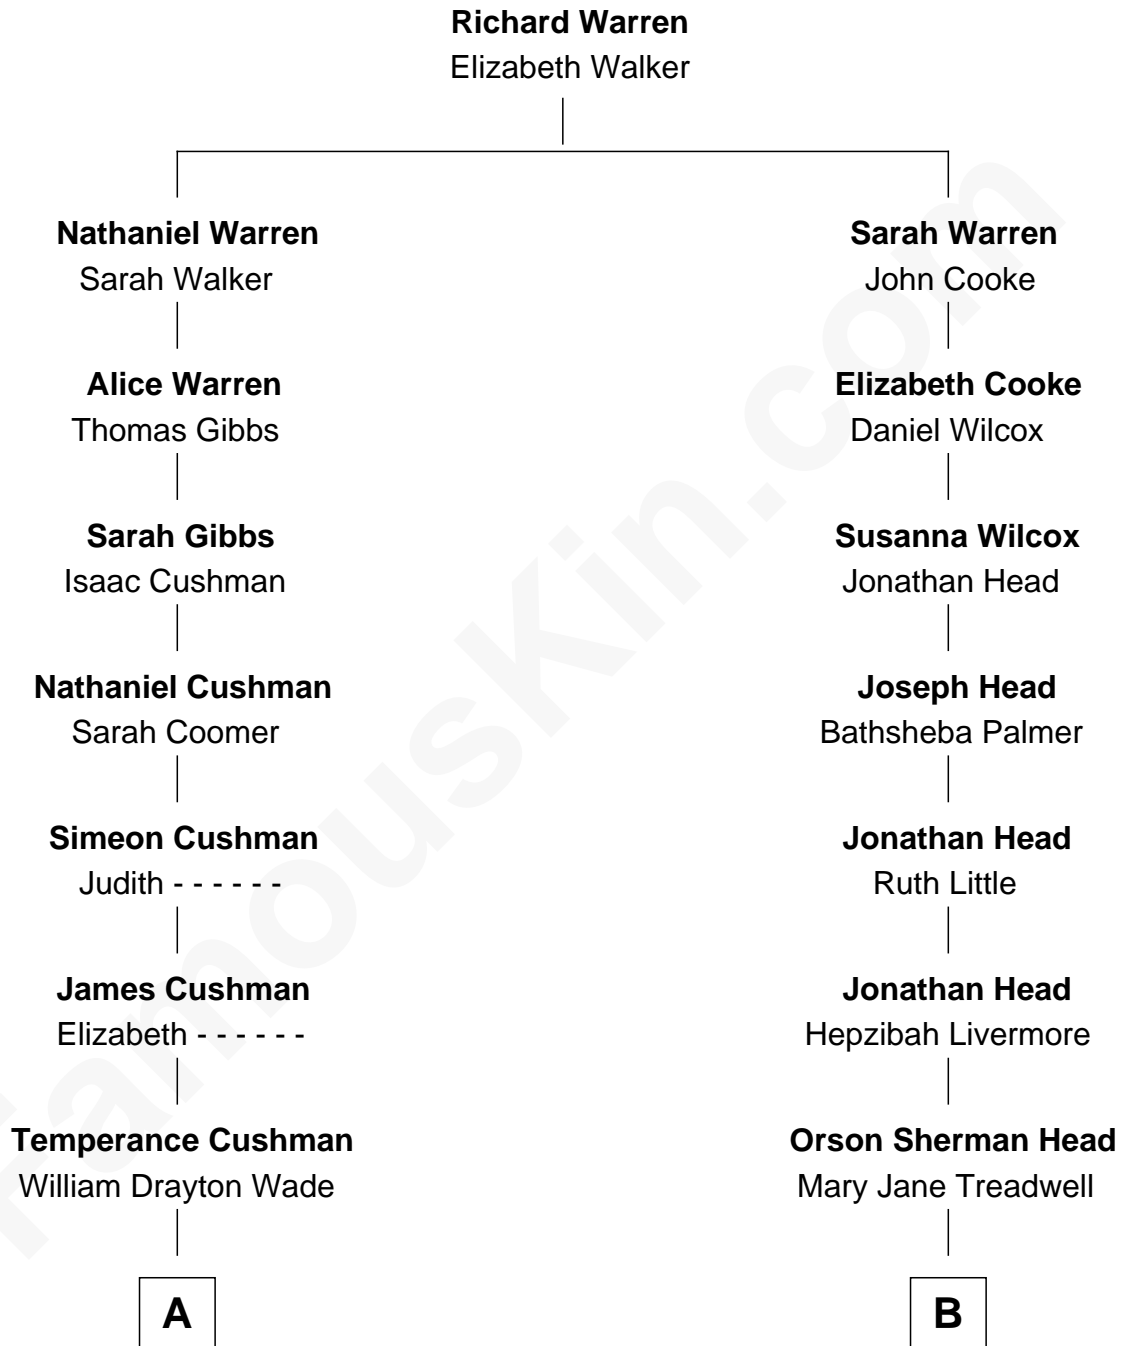 Richard Warren
Elizabeth Walker
Nathaniel Warren
Sarah Walker
Alice Warren
Thomas Gibbs
Sarah Gibbs
Isaac Cushman
Nathaniel Cushman
Sarah Coomer
Simeon Cushman
Judith - - - - - -
James Cushman
Elizabeth - - - - - -
Temperance Cushman
William Drayton Wade
A
Sarah Warren
John Cooke
Elizabeth Cooke
Daniel Wilcox
Susanna Wilcox
Jonathan Head
Joseph Head
Bathsheba Palmer
Jonathan Head
Ruth Little
Jonathan Head
Hepzibah Livermore
Orson Sherman Head
Mary Jane Treadwell
B
FamousKin.com